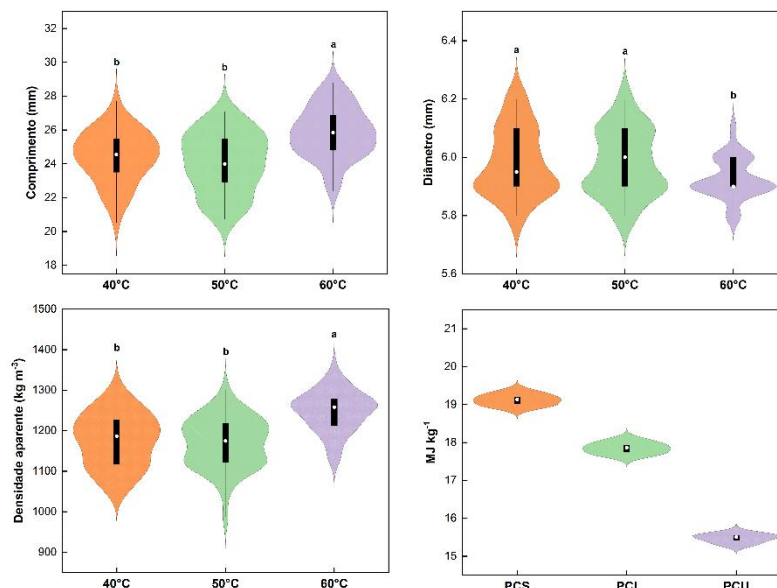 32
30
28
26
24
22
20
18
Comprimento (mm)
b
b
a
40°C
50°C
60°C
6.4
6.2
6.0
5.8
5.6
Diâmetro (mm)
a
a
b
40°C
50°C
60°C
1500
1400
1300
1200
1100
1000
900
Densidade aparente (kg m⁻³)
b
b
a
40°C
50°C
60°C
21
20
19
18
17
16
15
MJ kg⁻¹
PCS
PCI
PCU